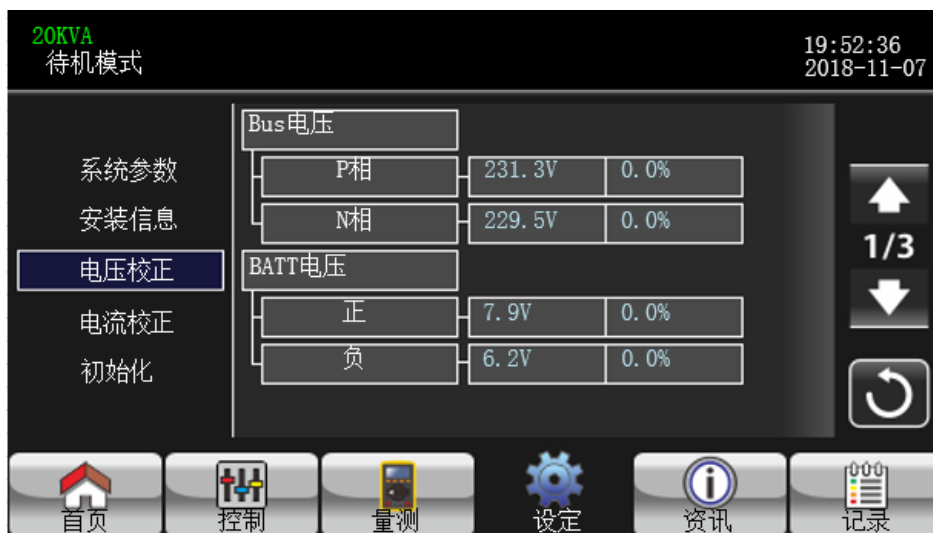 20KVA
待机模式
19:52:36
2018-11-07
系统参数
安装信息
电压校正
电流校正
初始化
Bus电压
P相 231.3V 0.0%
N相 229.5V 0.0%
BATT电压
正 7.9V 0.0%
负 6.2V 0.0%
1/3
首页 控制 量测 设定 资讯 记录